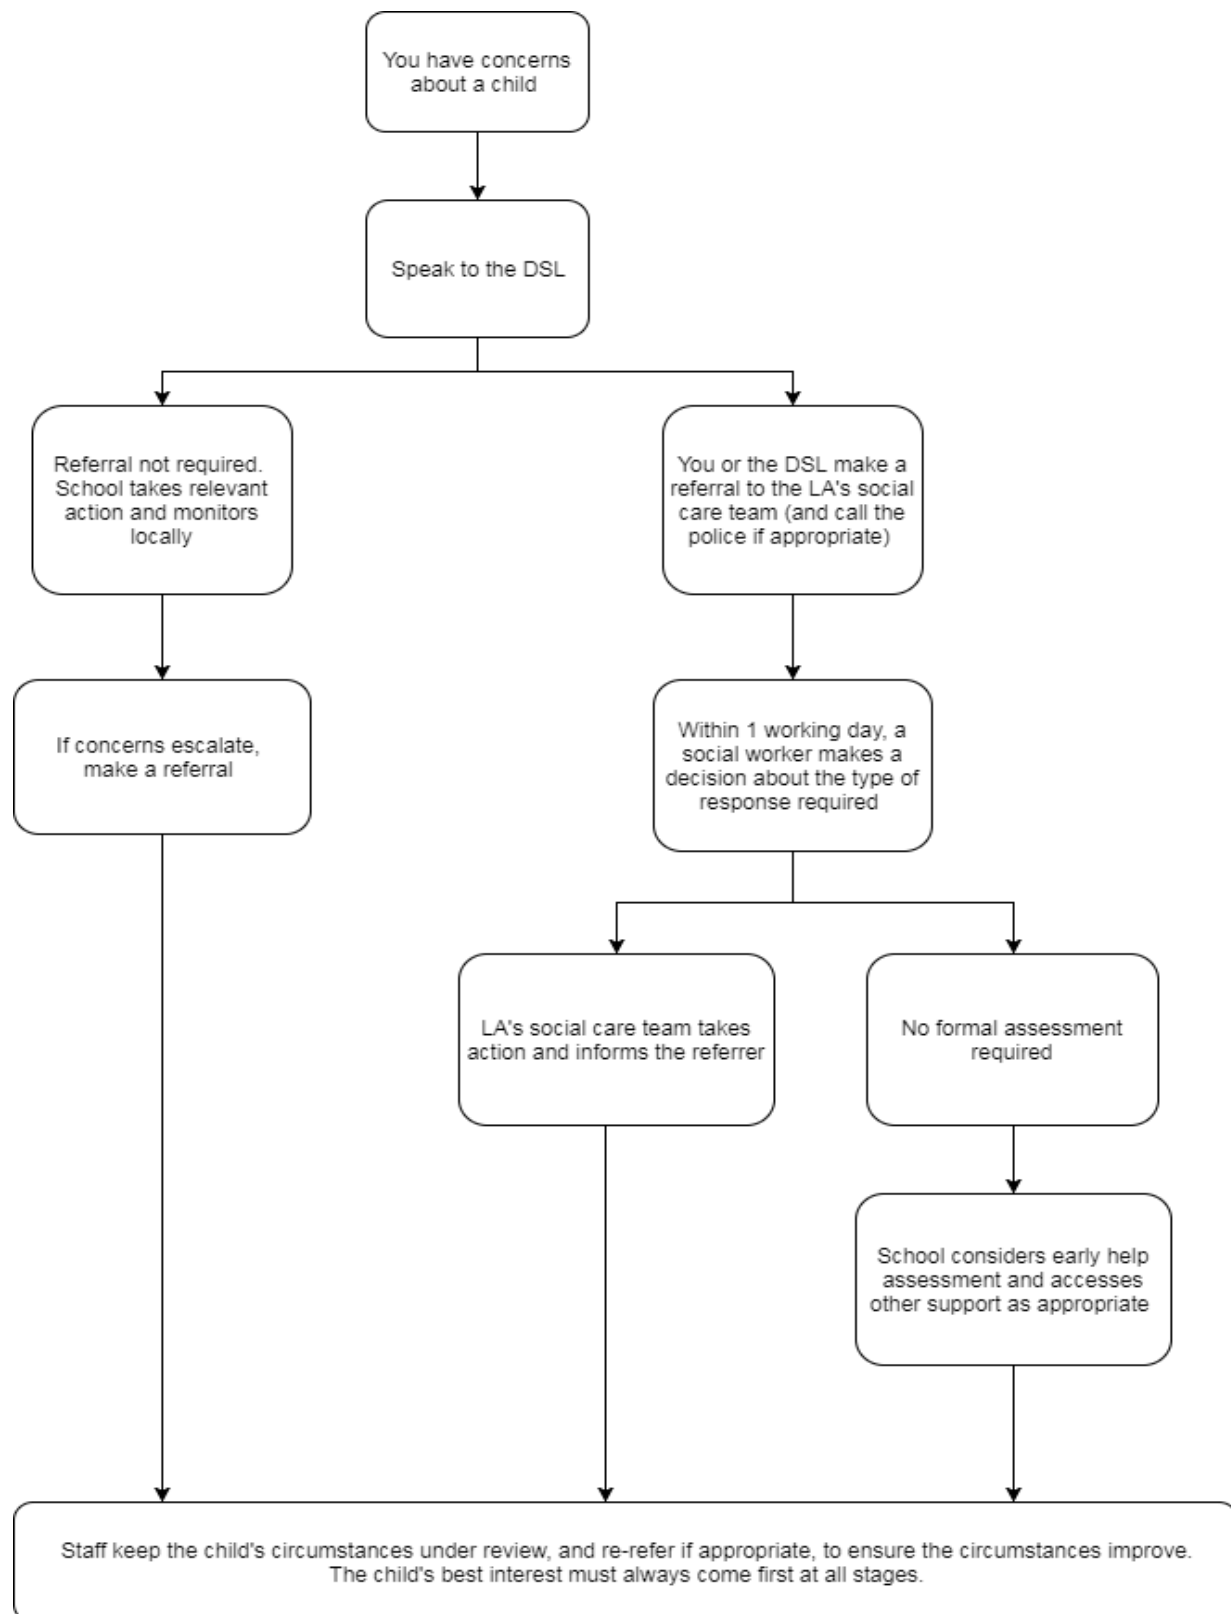 You have concerns
about a child
Speak to the DSL
Referral not required.
School takes relevant
action and monitors
locally
You or the DSL make a
referral to the LA's social
care team (and call the
police if appropriate)
If concerns escalate,
make a referral
Within 1 working day, a
social worker makes a
decision about the type of
response required
LA's social care team takes
action and informs the referrer
No formal assessment
required
School considers early help
assessment and accesses
other support as appropriate
Staff keep the child's circumstances under review, and re-refer if appropriate, to ensure the circumstances improve.
The child's best interest must always come first at all stages.